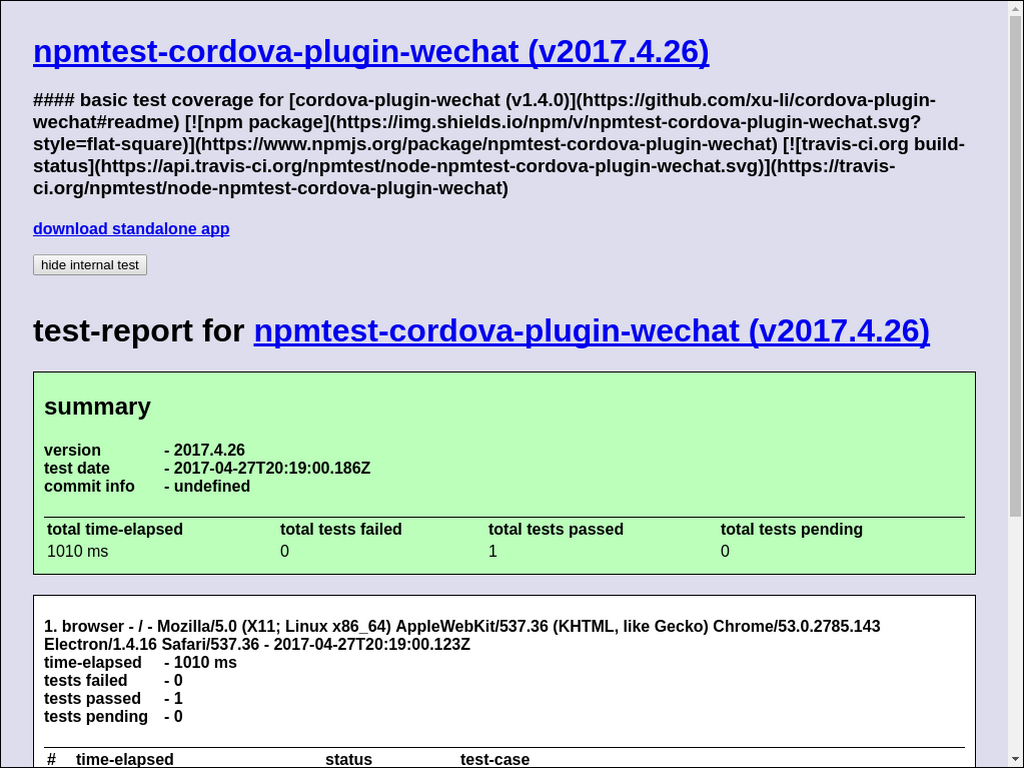 npmtest-cordova-plugin-wechat (v2017.4.26)
#### basic test coverage for [cordova-plugin-wechat (v1.4.0)](https://github.com/xu-li/cordova-plugin-
wechat#readme) [![npm package](https://img.shields.io/npm/v/npmtest-cordova-plugin-wechat.svg?
style=flat-square)](https://www.npmjs.org/package/npmtest-cordova-plugin-wechat) [![travis-ci.org build-
status](https://api.travis-ci.org/npmtest/node-npmtest-cordova-plugin-wechat.svg)](https://travis-
ci.org/npmtest/node-npmtest-cordova-plugin-wechat)
download standalone app
hide internal test
test-report for npmtest-cordova-plugin-wechat (v2017.4.26)
summary
version - 2017.4.26
test date - 2017-04-27T20:19:00.186Z
commit info - undefined
total time-elapsed total tests failed total tests passed total tests pending
1010 ms 0 1 0
1. browser - / - Mozilla/5.0 (X11; Linux x86_64) AppleWebKit/537.36 (KHTML, like Gecko) Chrome/53.0.2785.143
Electron/1.4.16 Safari/537.36 - 2017-04-27T20:19:00.123Z
time-elapsed - 1010 ms
tests failed - 0
tests passed - 1
tests pending - 0
# time-elapsed status test-case